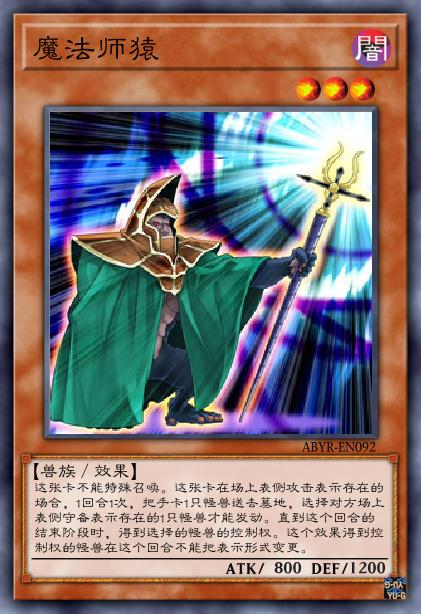 魔法师猿
闇
ABYR-EN092
【兽族／效果】
这张卡不能特殊召唤。这张卡在场上表侧攻击表示存在的
场合，1回合1次，把手卡1只怪兽送去墓地，选择对方场上
表侧守备表示存在的1只怪兽才能发动。直到这个回合的
结束阶段时，得到选择的怪兽的控制权。这个效果得到控
制权的怪兽在这个回合不能把表示形式变更。
ATK/ 800 DEF/1200